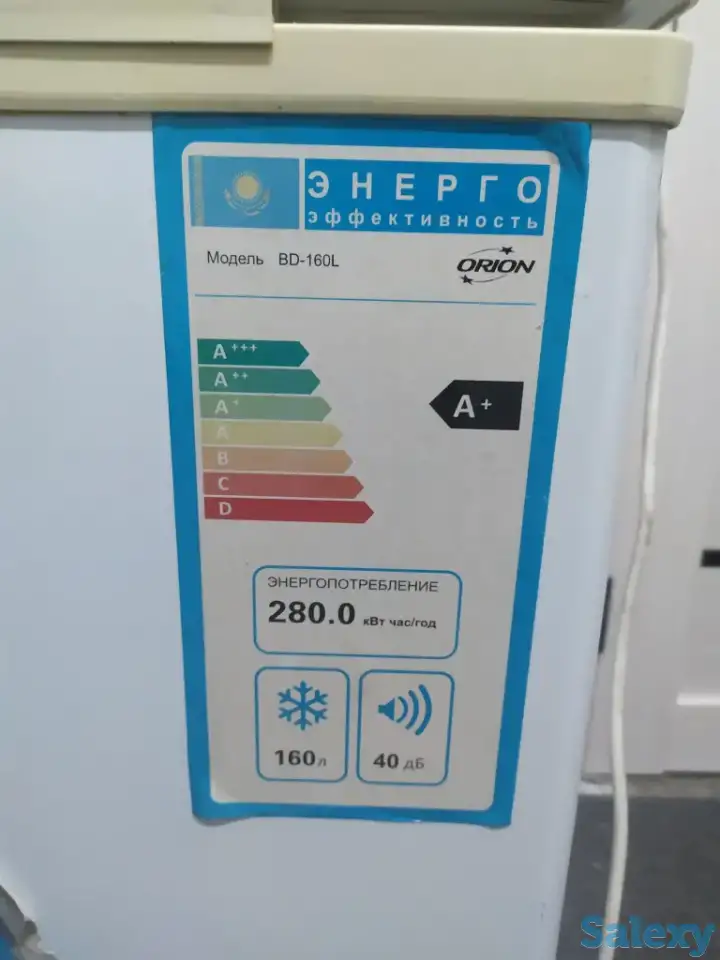 ЭНЕРГО
эффективность
Модель BD-160L
ORION
A+++
A++
A+
A
B
C
D
A+
ЭНЕРГОПОТРЕБЛЕНИЕ
280.0 кВт час/год
160л
40 дБ
Salexy